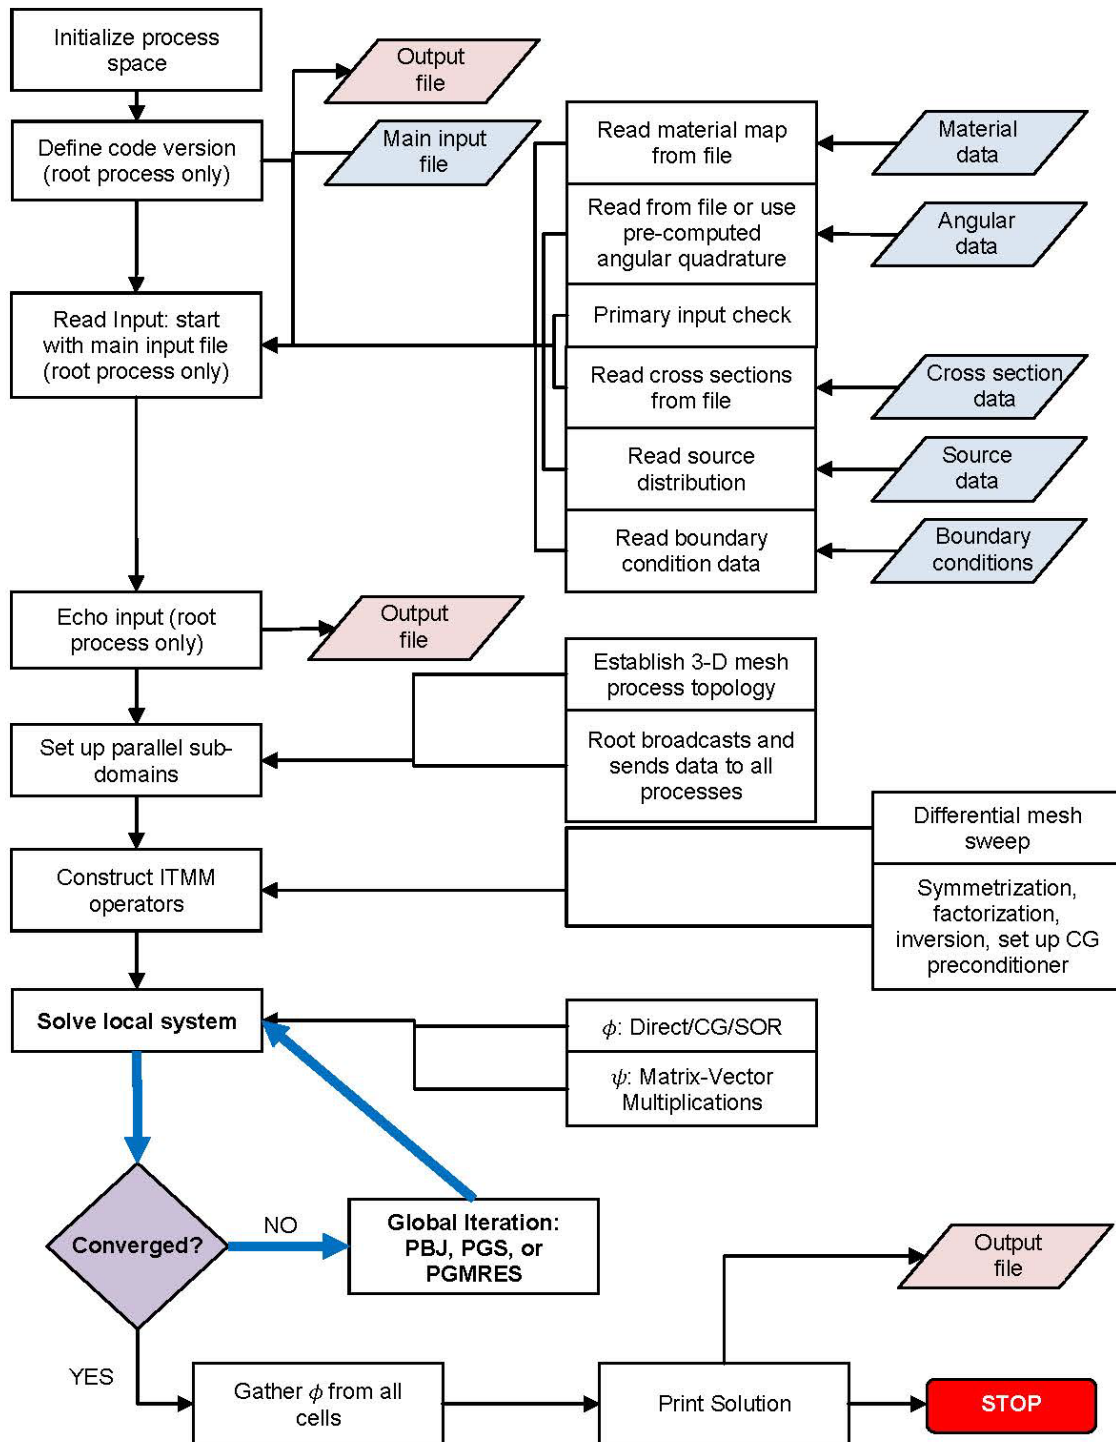 Initialize process
space
Output
file
Define code version
(root process only)
Main input
file
Read material map
from file
Material
data
Read from file or use
pre-computed
angular quadrature
Angular
data
Read Input: start
with main input file
(root process only)
Primary input check
Read cross sections
from file
Cross section
data
Read source
distribution
Source
data
Read boundary
condition data
Boundary
conditions
Echo input (root
process only)
Output
file
Establish 3-D mesh
process topology
Set up parallel sub-
domains
Root broadcasts and
sends data to all
processes
Differential mesh
sweep
Construct ITMM
operators
Symmetrization,
factorization,
inversion, set up CG
preconditioner
Solve local system
ϕ: Direct/CG/SOR
ψ: Matrix-Vector
Multiplications
Converged?
NO
Global Iteration:
PBJ, PGS, or
PGMRES
Output
file
YES
Gather ϕ from all
cells
Print Solution
STOP